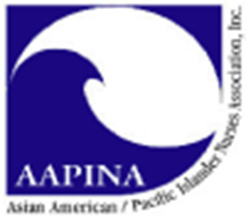 AAPINA
Asian American / Pacific Islander Nurses Association, Inc.